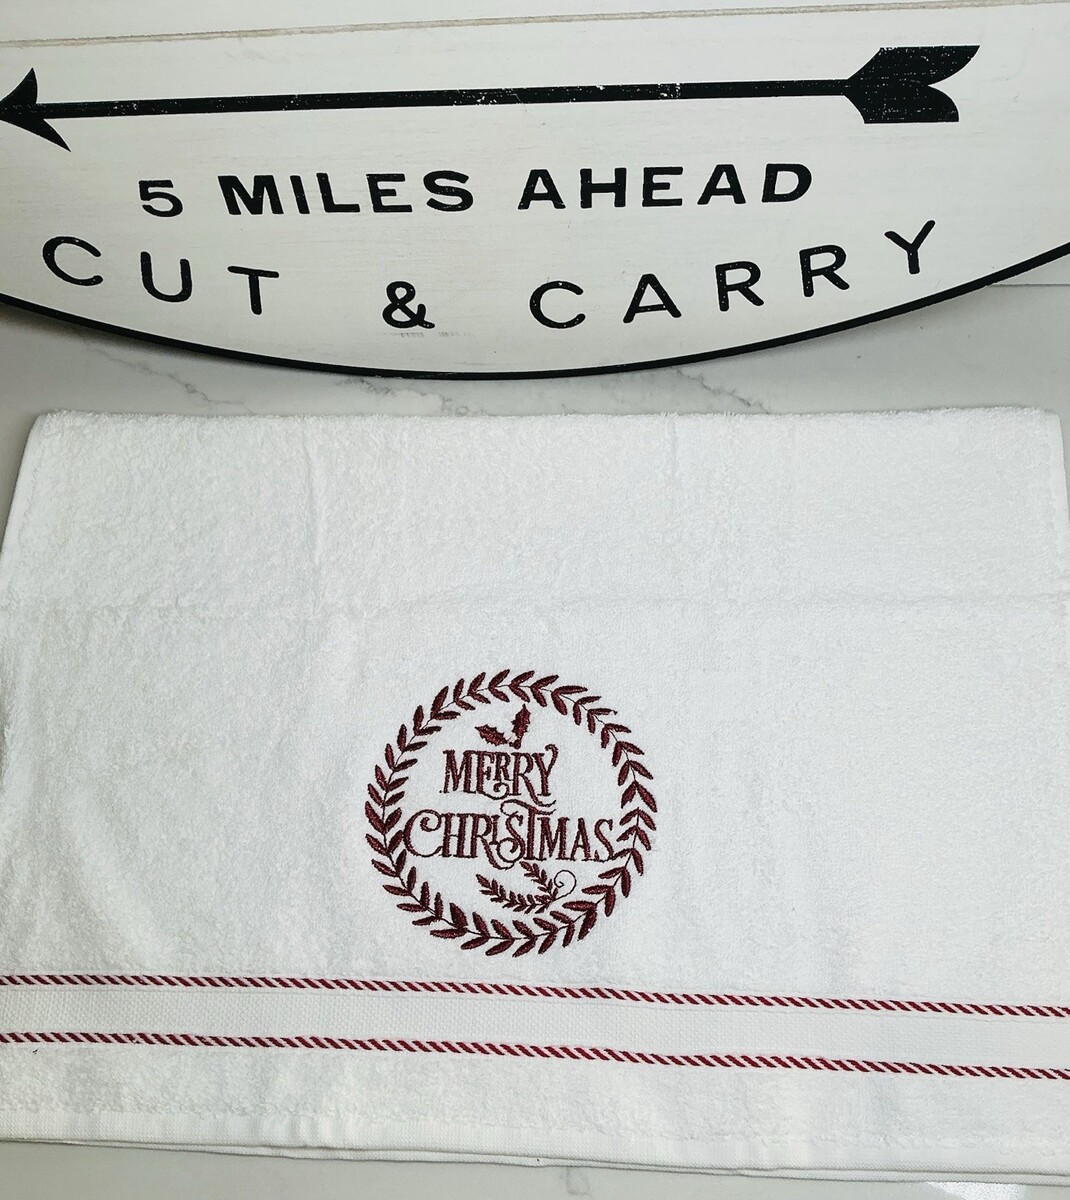 5 MILES AHEAD
CUT & CARRY
MERRY
CHRISTMAS